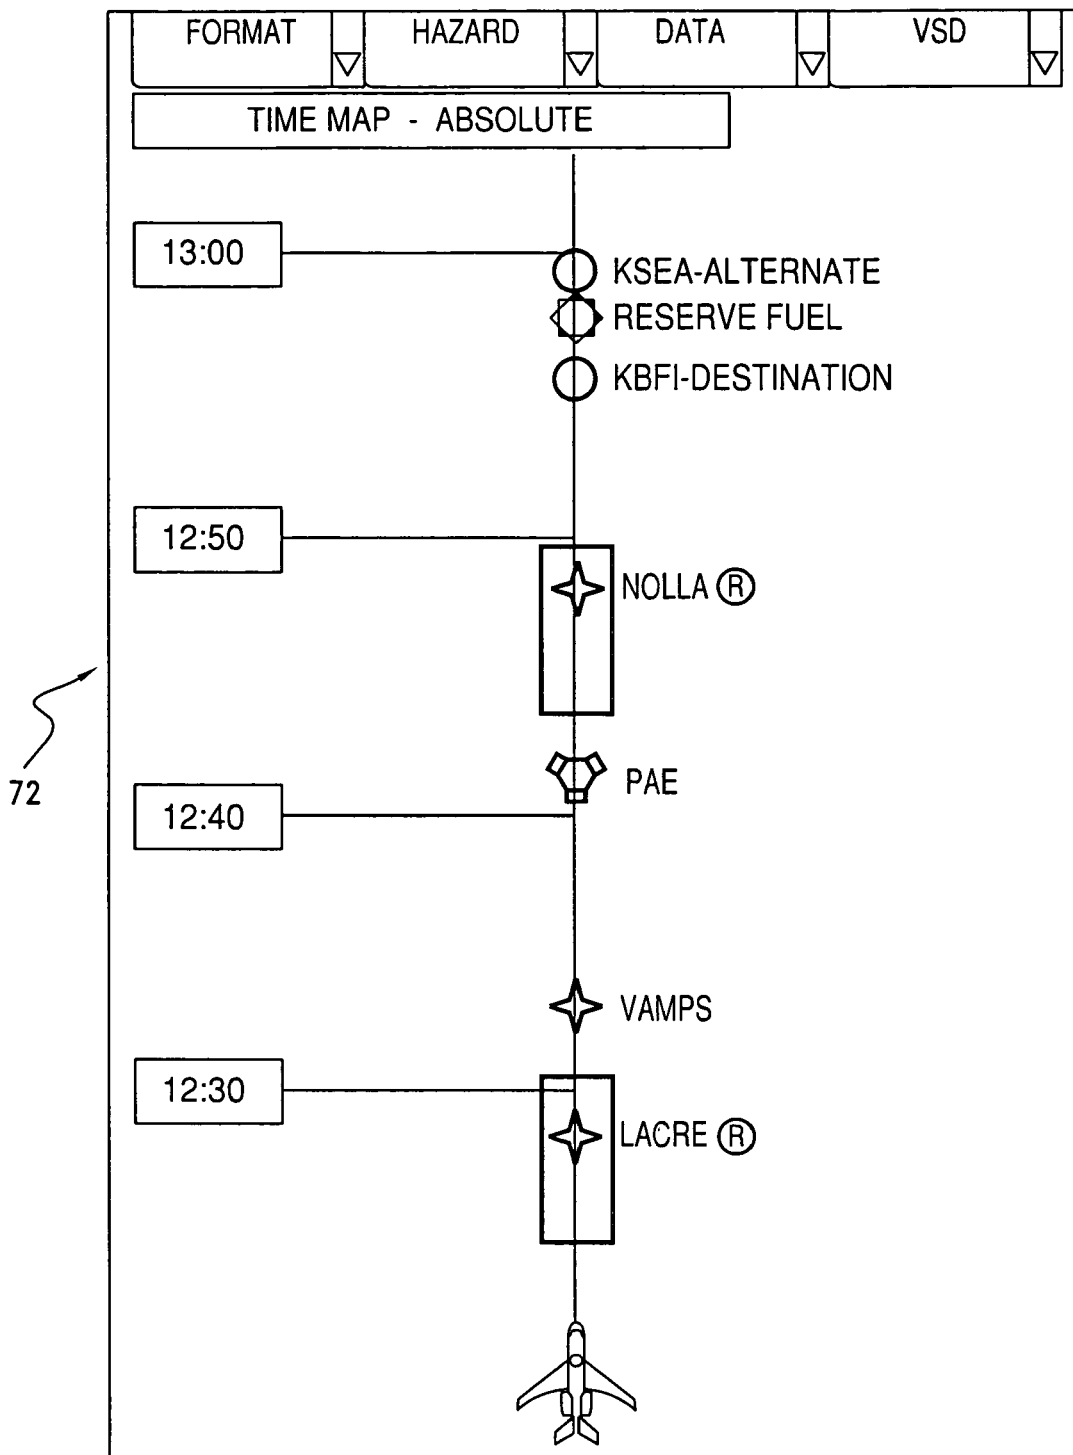 FORMAT HAZARD DATA VSD
TIME MAP - ABSOLUTE
13:00
KSEA-ALTERNATE
RESERVE FUEL
KBFI-DESTINATION
12:50
NOLLA Ⓡ
72
PAE
12:40
VAMPS
12:30
LACRE Ⓡ